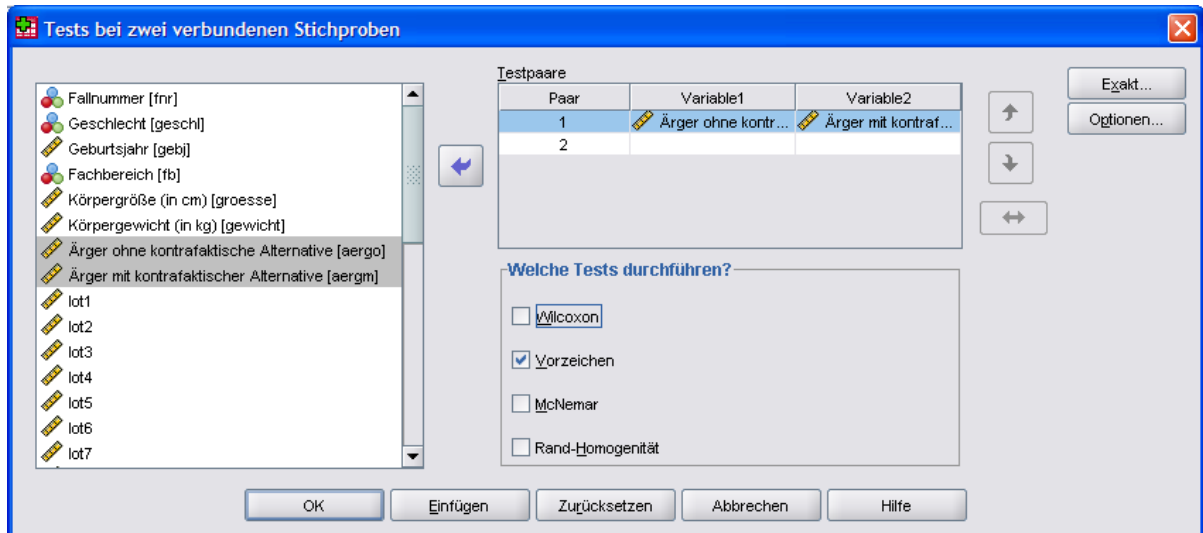 Tests bei zwei verbundenen Stichproben
Fallnummer [fnr]
Geschlecht [geschl]
Geburtsjahr [gebj]
Fachbereich [fb]
Körpergröße (in cm) [groesse]
Körpergewicht (in kg) [gewicht]
Ärger ohne kontrafaktische Alternative [aergo]
Ärger mit kontrafaktischer Alternative [aergm]
lot1
lot2
lot3
lot4
lot5
lot6
lot7
Testpaare
Paar Variable1 Variable2
1 Ärger ohne kontr... Ärger mit kontraf...
2
Exakt...
Optionen...
Welche Tests durchführen?
Wilcoxon
Vorzeichen
McNemar
Rand-Homogenität
OK Einfügen Zurücksetzen Abbrechen Hilfe